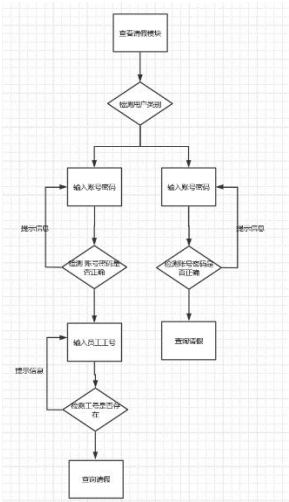 查看请假模块
检测用户类别
输入账号密码
输入账号密码
提示信息
提示信息
检测 账号密码是
否正确
检测账号密码是
否正确
输入员工工号
查询请假
提示信息
检测工号是否存
在
查询请假